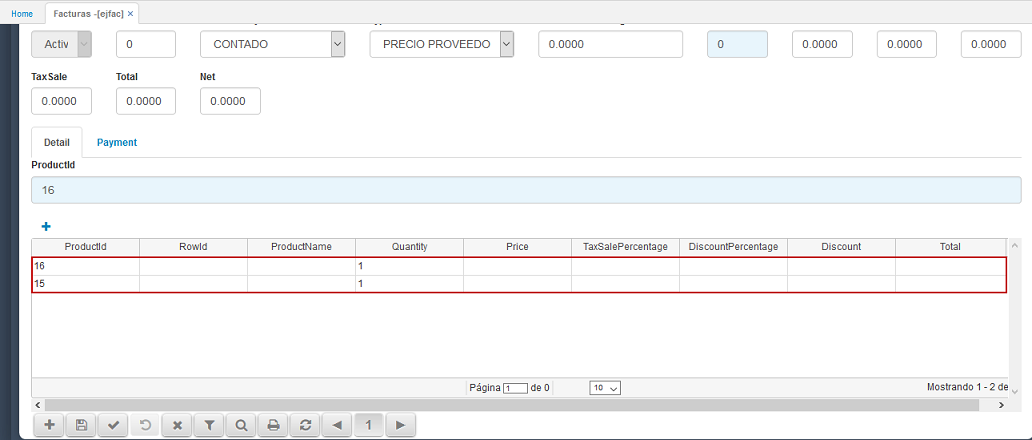 Home Facturas -[ejfac] ×
Activ 0 CONTADO PRECIO PROVEEDO 0.0000 0 0.0000 0.0000 0.0000
TaxSale Total Net
0.0000 0.0000 0.0000
Detail Payment
ProductId
16
ProductId RowId ProductName Quantity Price TaxSalePercentage DiscountPercentage Discount Total
16 1
15 1
Página 1 de 0 10 Mostrando 1 - 2 de
1